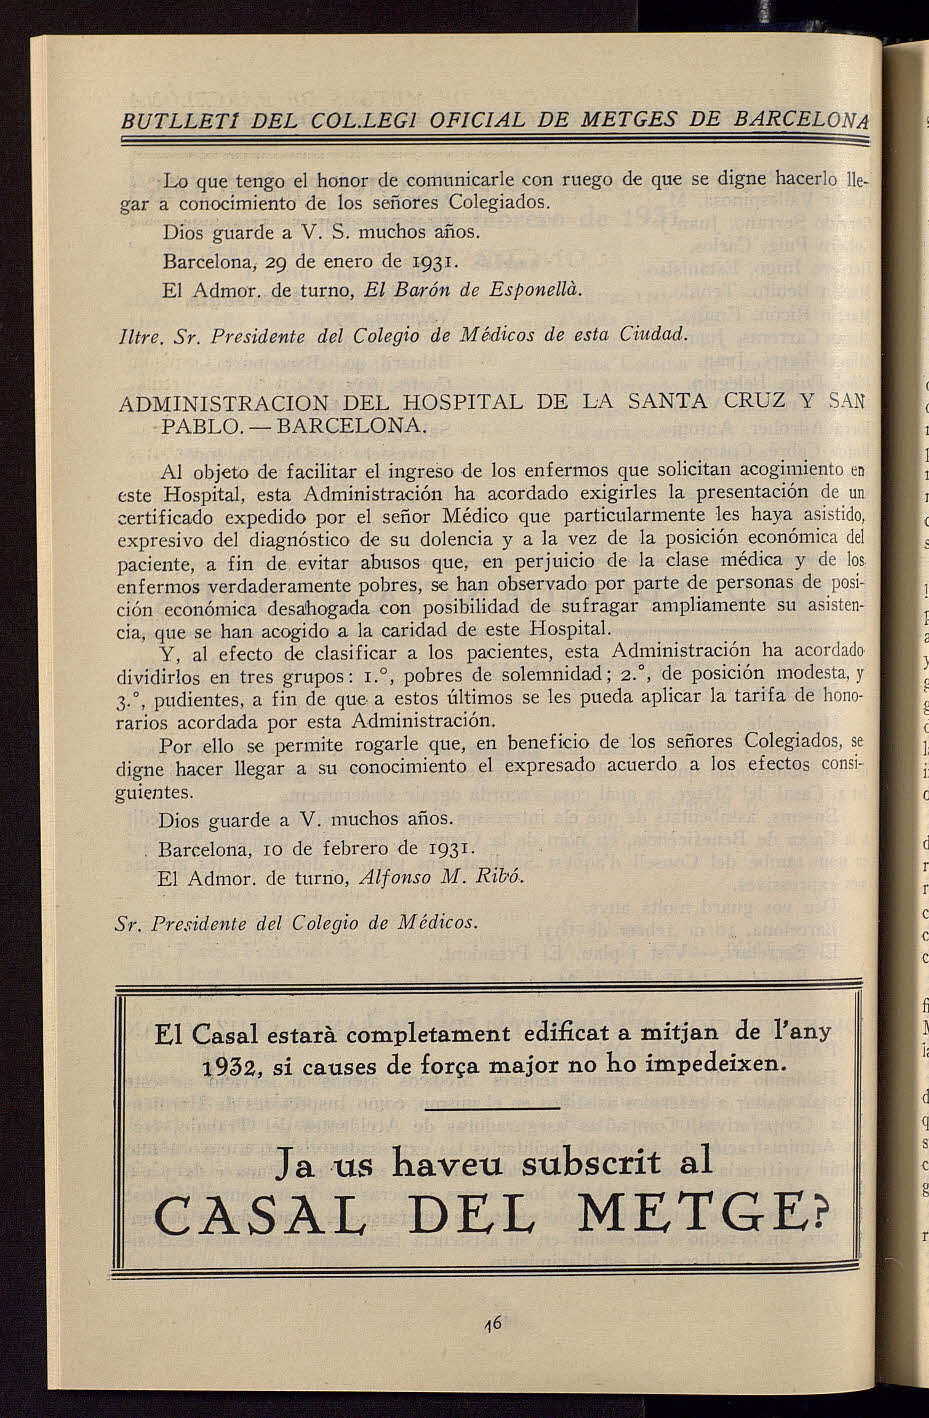 BUTLLETÍ DEL COL.LEGI OFICIAL DE METGES DE BARCELONA
Lo que tengo el honor de comunicarle con ruego de que se digne hacerlo lle-
gar a conocimiento de los señores Colegiados.
Dios guarde a V. S. muchos años.
Barcelona, 29 de enero de 1931.
El Admor. de turno, El Barón de Esponellà.
Iltre. Sr. Presidente del Colegio de Médicos de esta Ciudad.
ADMINISTRACION DEL HOSPITAL DE LA SANTA CRUZ Y SAN
PABLO. — BARCELONA.
Al objeto de facilitar el ingreso de los enfermos que solicitan acogimiento en
este Hospital, esta Administración ha acordado exigirles la presentación de un
certificado expedido por el señor Médico que particularmente les haya asistido,
expresivo del diagnóstico de su dolencia y a la vez de la posición económica del
paciente, a fin de evitar abusos que, en perjuicio de la clase médica y de los
enfermos verdaderamente pobres, se han observado por parte de personas de posi-
ción económica desahogada con posibilidad de sufragar ampliamente su asisten-
cia, que se han acogido a la caridad de este Hospital.
Y, al efecto de clasificar a los pacientes, esta Administración ha acordado
dividirlos en tres grupos: 1.°, pobres de solemnidad; 2.°, de posición modesta, y
3.°, pudientes, a fin de que a estos últimos se les pueda aplicar la tarifa de hono-
rarios acordada por esta Administración.
Por ello se permite rogarle que, en beneficio de los señores Colegiados, se
digne hacer llegar a su conocimiento el expresado acuerdo a los efectos consi-
guientes.
Dios guarde a V. muchos años.
Barcelona, 10 de febrero de 1931.
El Admor. de turno, Alfonso M. Ribó.
Sr. Presidente del Colegio de Médicos.
El Casal estarà completament edificat a mitjan de l'any
1932, si causes de força major no ho impedeixen.
Ja us haveu subscrit al
CASAL DEL METGE?
16